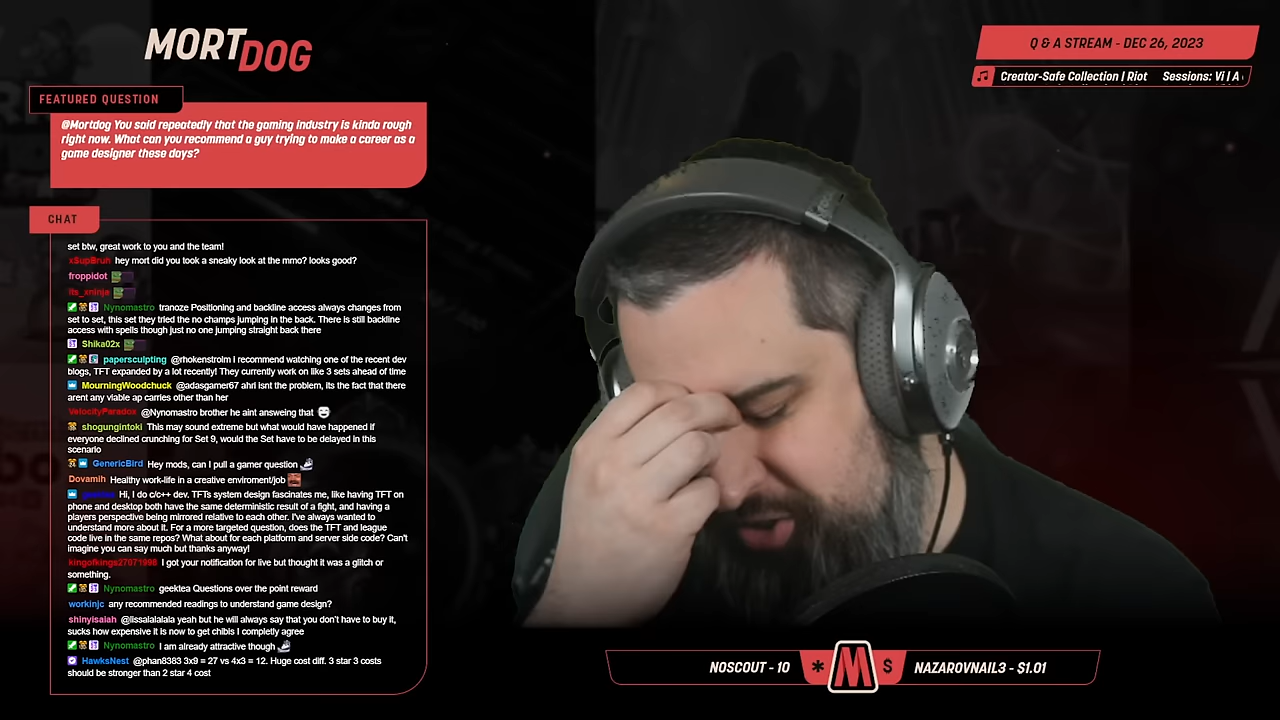 MORTDOG
Q & A STREAM - DEC 26, 2023
Creator-Safe Collection | Riot Sessions: Vi | A
FEATURED QUESTION
@Mortdog You said repeatedly that the gaming industry is kinda rough
right now. What can you recommend a guy trying to make a career as a
game designer these days?
CHAT
set btw, great work to you and the team!
xSupBruh hey mort did you took a sneaky look at the mmo? looks good?
froppidot
its_xninja
Nynomastro tranoze Positioning and backline access always changes from
set to set, this set they tried the no champs jumping in the back. There is still backline
access with spells though just no one jumping straight back there
Shika02x
papersculpting @rhokenstrolm I recommend watching one of the recent dev
blogs, TFT expanded by a lot recently! They currently work on like 3 sets ahead of time
MourningWoodchuck @adasgamer67 ahri isnt the problem, its the fact that there
arent any viable ap carries other than her
VelocityParadox @Nynomastro brother he aint answeing that
shogungintoki This may sound extreme but what would have happened if
everyone declined crunching for Set 9, would the Set have to be delayed in this
scenario
GenericBird Hey mods, can I pull a gamer question
Dovamih Healthy work-life in a creative enviroment/job
Hi, I do c/c++ dev. TFTs system design fascinates me, like having TFT on
phone and desktop both have the same deterministic result of a fight, and having a
players perspective being mirrored relative to each other. I've always wanted to
understand more about it. For a more targeted question, does the TFT and league
code live in the same repos? What about for each platform and server side code? Can't
imagine you can say much but thanks anyway!
kingofkings27071998 I got your notification for live but thought it was a glitch or
something.
Nynomastro geektea Questions over the point reward
workinjc any recommended readings to understand game design?
shinyisaiah @lissalalalala yeah but he will always say that you don't have to buy it,
sucks how expensive it is now to get chibis I completly agree
Nynomastro I am already attractive though
HawksNest @phan8383 3x9 = 27 vs 4x3 = 12. Huge cost diff. 3 star 3 costs
should be stronger than 2 star 4 cost
NOSCOUT - 10 * M $ NAZAROVNAIL3 - $1.01